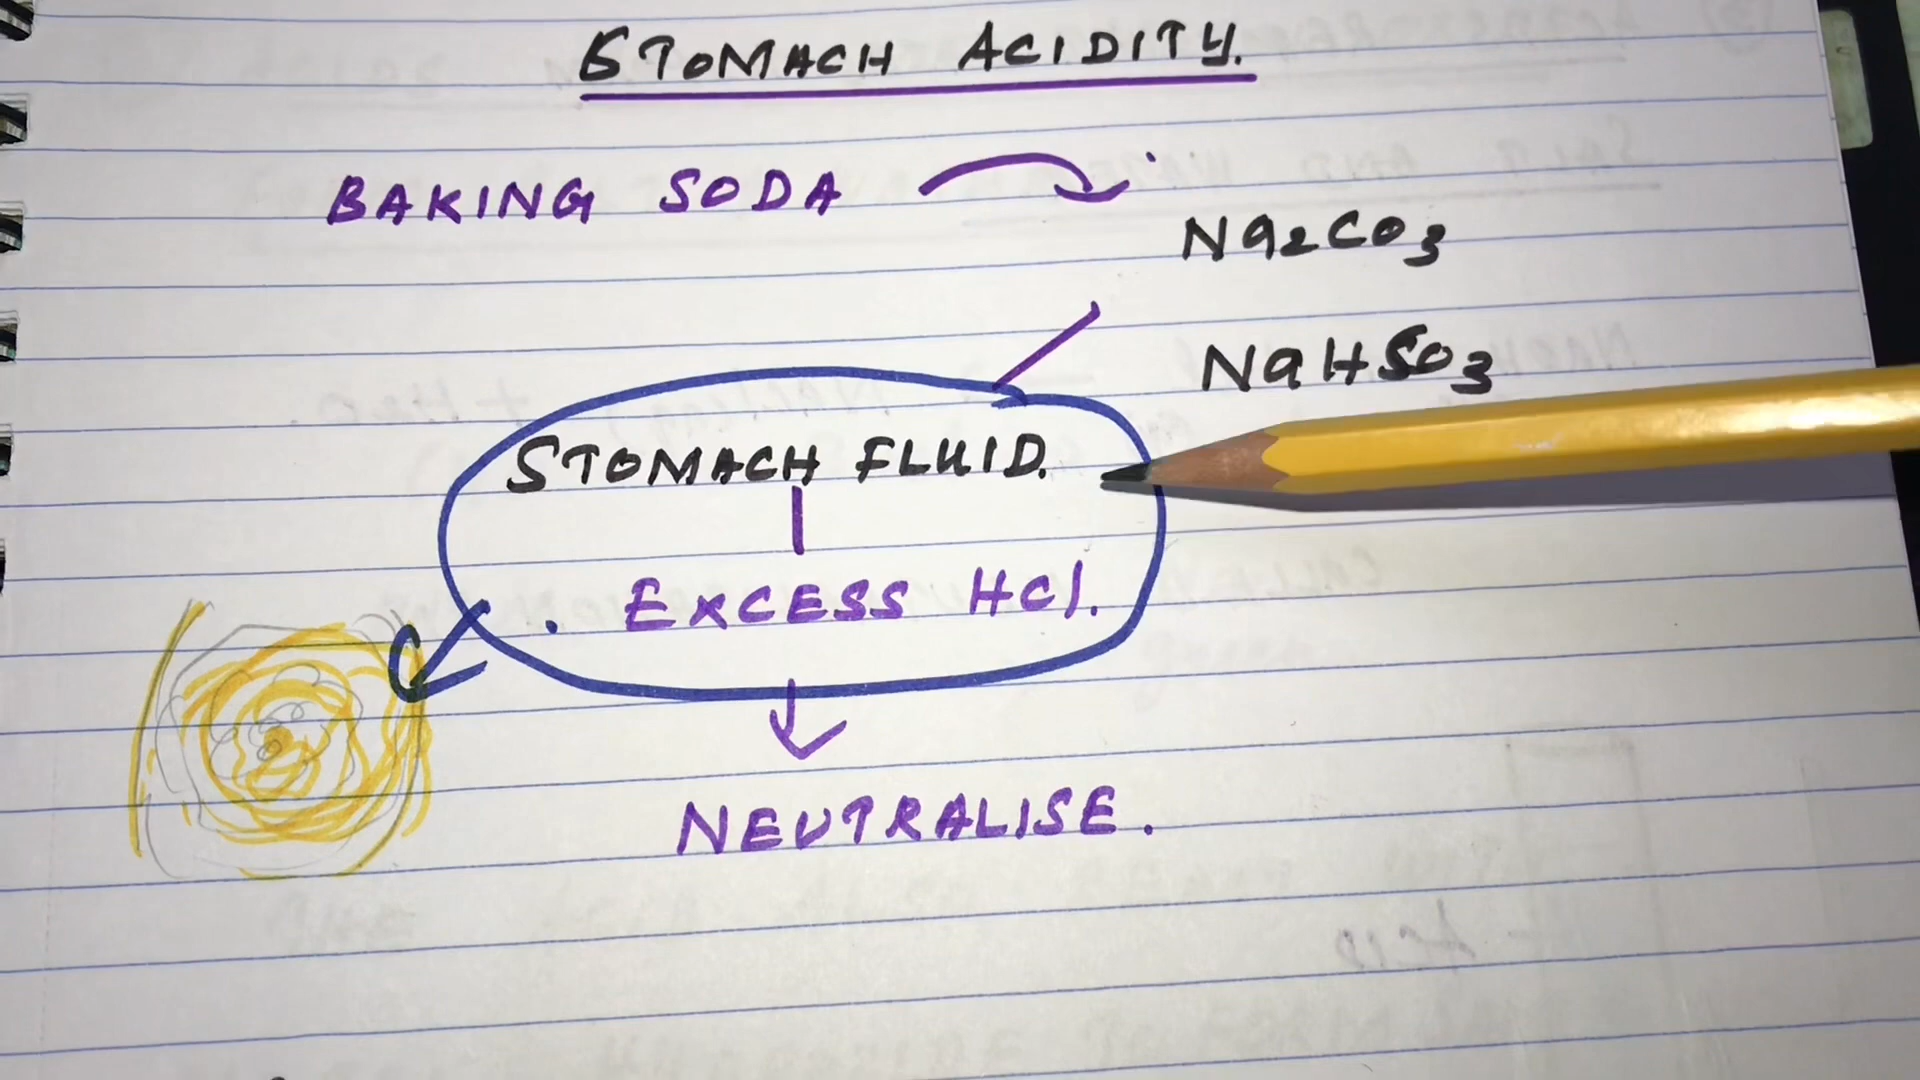 STOMACH ACIDITY.
BAKING SODA
Na2CO3
NaHSO3
STOMACH FLUID.
. EXCESS HCl.
NEUTRALISE.